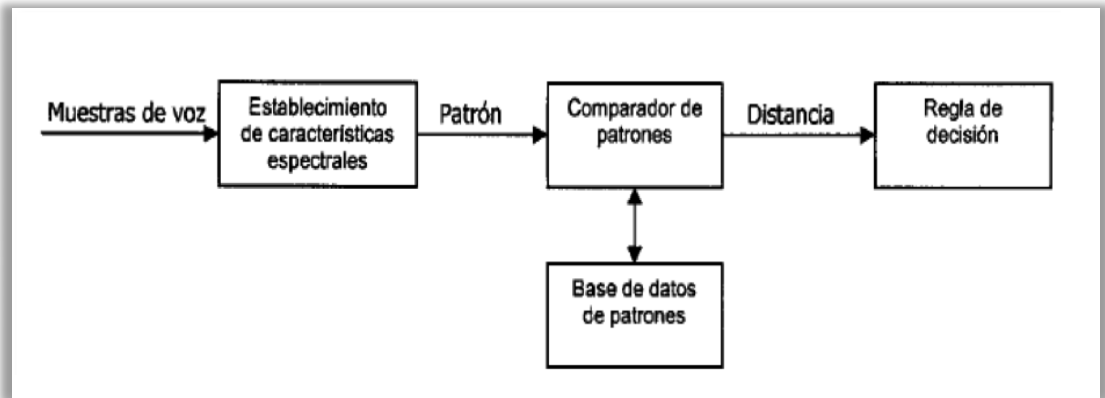 Muestras de voz
Establecimiento
de características
espectrales
Patrón
Comparador de
patrones
Distancia
Regla de
decisión
Base de datos
de patrones